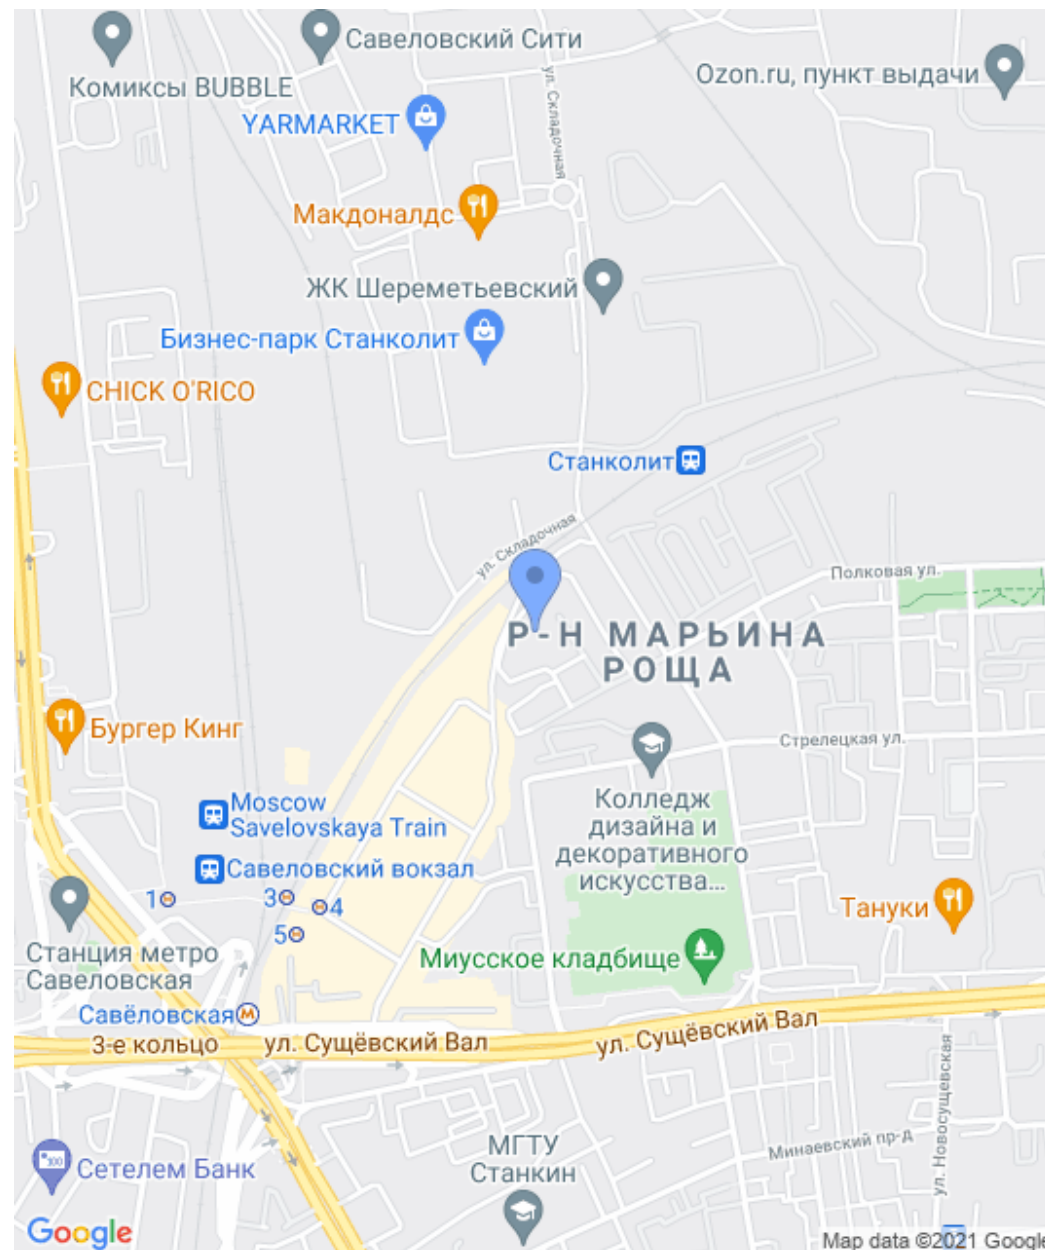 Савеловский Сити
Комиксы BUBBLE
Ozon.ru, пункт выдачи
YARMARKET
ул. Складочная
Макдоналдс
ЖК Шереметьевский
Бизнес-парк Станколит
CHICK O'RICO
Станколит
ул. Складочная
Полковая ул.
Р-Н МАРЬИНА
РОЩА
Бургер Кинг
Стрелецкая ул.
Колледж
дизайна и
декоративного
искусства...
Moscow
Savelovskaya Train
Савеловский вокзал
1
3
4
5
Тануки
Станция метро
Савеловская
Миусское кладбище
Савёловская
3-е кольцо
ул. Сущёвский Вал
ул. Сущёвский Вал
ул. Новосущевская
Минаевский пр-д
МГТУ
Станкин
Сетелем Банк
Google
Map data ©2021 Google